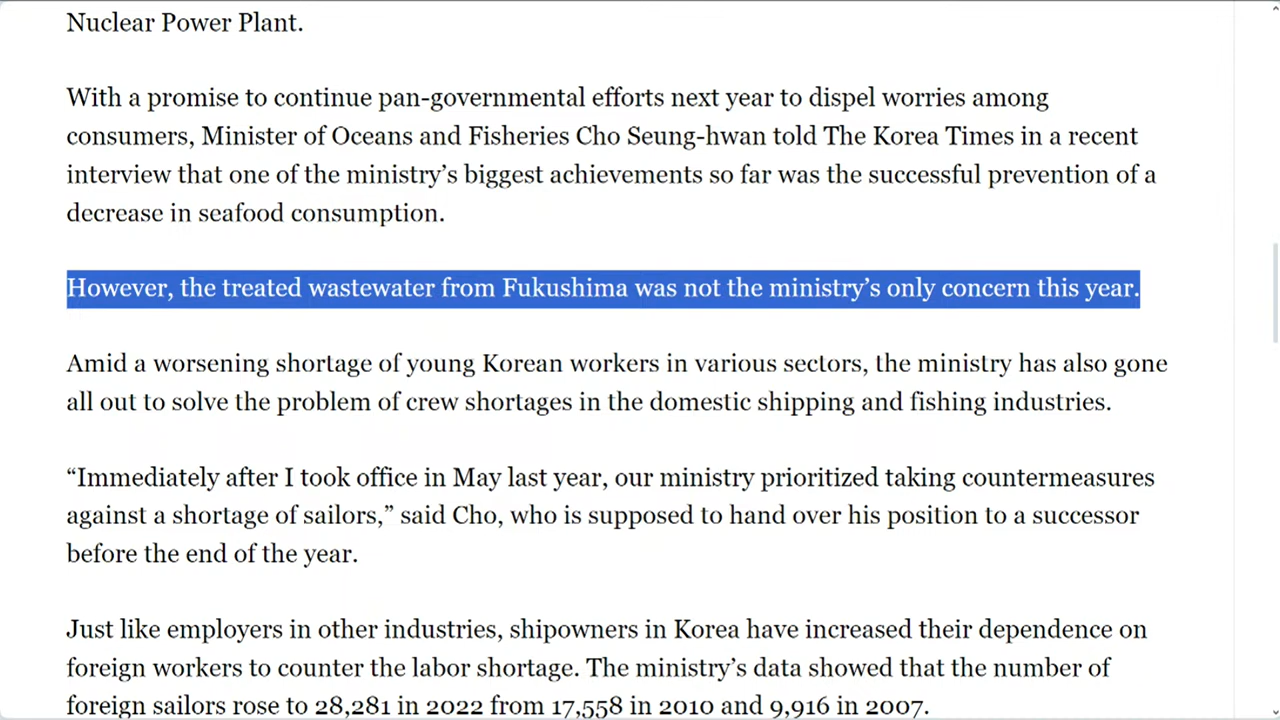 Nuclear Power Plant.
With a promise to continue pan-governmental efforts next year to dispel worries among
consumers, Minister of Oceans and Fisheries Cho Seung-hwan told The Korea Times in a recent
interview that one of the ministry’s biggest achievements so far was the successful prevention of a
decrease in seafood consumption.
However, the treated wastewater from Fukushima was not the ministry’s only concern this year.
Amid a worsening shortage of young Korean workers in various sectors, the ministry has also gone
all out to solve the problem of crew shortages in the domestic shipping and fishing industries.
“Immediately after I took office in May last year, our ministry prioritized taking countermeasures
against a shortage of sailors,” said Cho, who is supposed to hand over his position to a successor
before the end of the year.
Just like employers in other industries, shipowners in Korea have increased their dependence on
foreign workers to counter the labor shortage. The ministry’s data showed that the number of
foreign sailors rose to 28,281 in 2022 from 17,558 in 2010 and 9,916 in 2007.